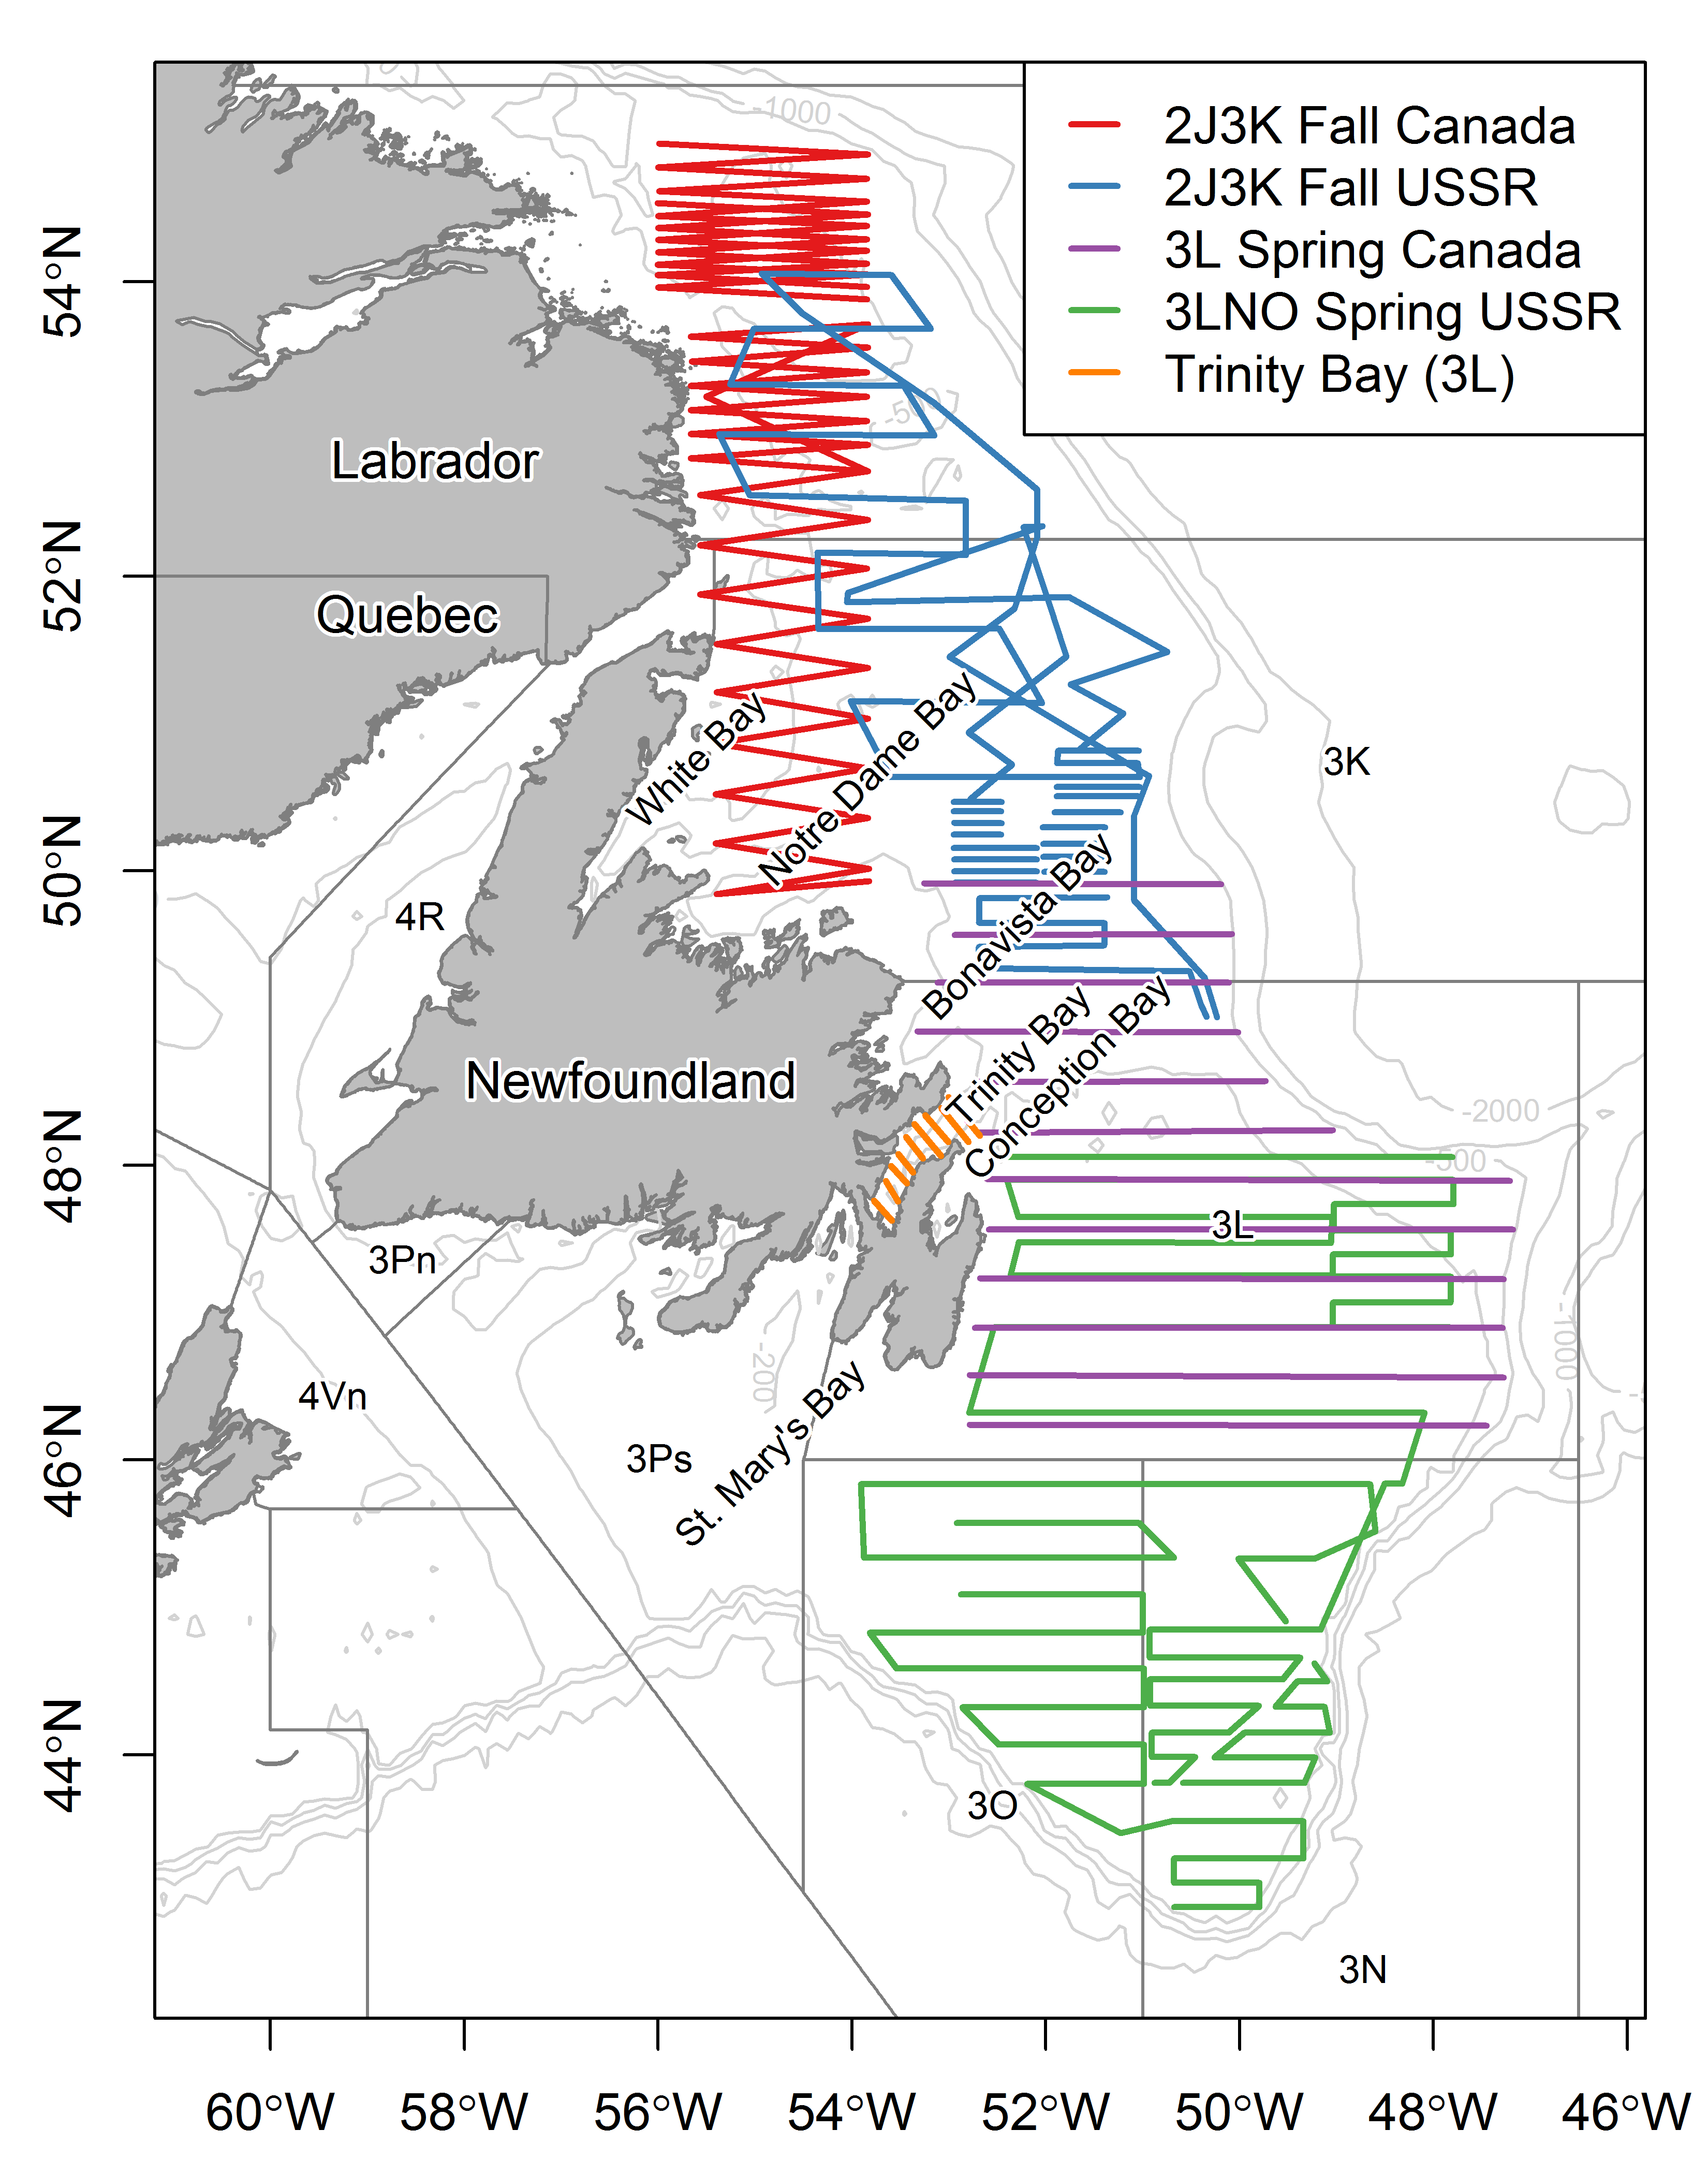 -1000
2J3K Fall Canada
2J3K Fall USSR
3L Spring Canada
3LNO Spring USSR
Trinity Bay (3L)
54°N
52°N
50°N
48°N
46°N
44°N
-500
Labrador
Quebec
White Bay
Notre Dame Bay
3K
4R
Bonavista Bay
Trinity Bay
Conception Bay
Newfoundland
-2000
-500
3L
3Pn
-200
-1000
4Vn
3Ps
St. Mary's Bay
3O
3N
60°W
58°W
56°W
54°W
52°W
50°W
48°W
46°W